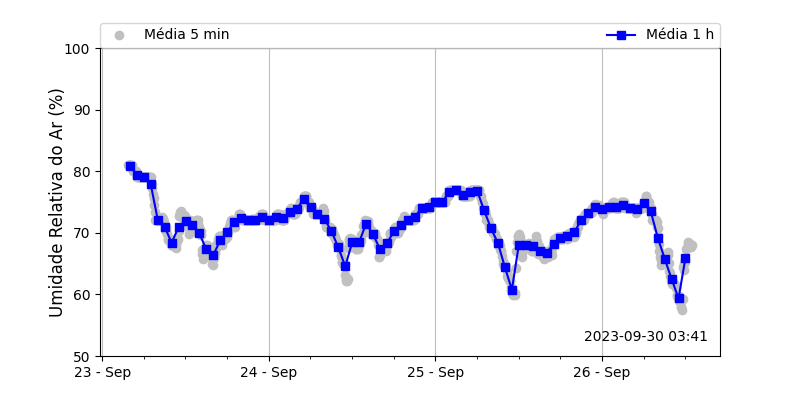 Média 5 min
Média 1 h
Umidade Relativa do Ar (%)
100
90
80
70
60
50
2023-09-30 03:41
23 - Sep
24 - Sep
25 - Sep
26 - Sep